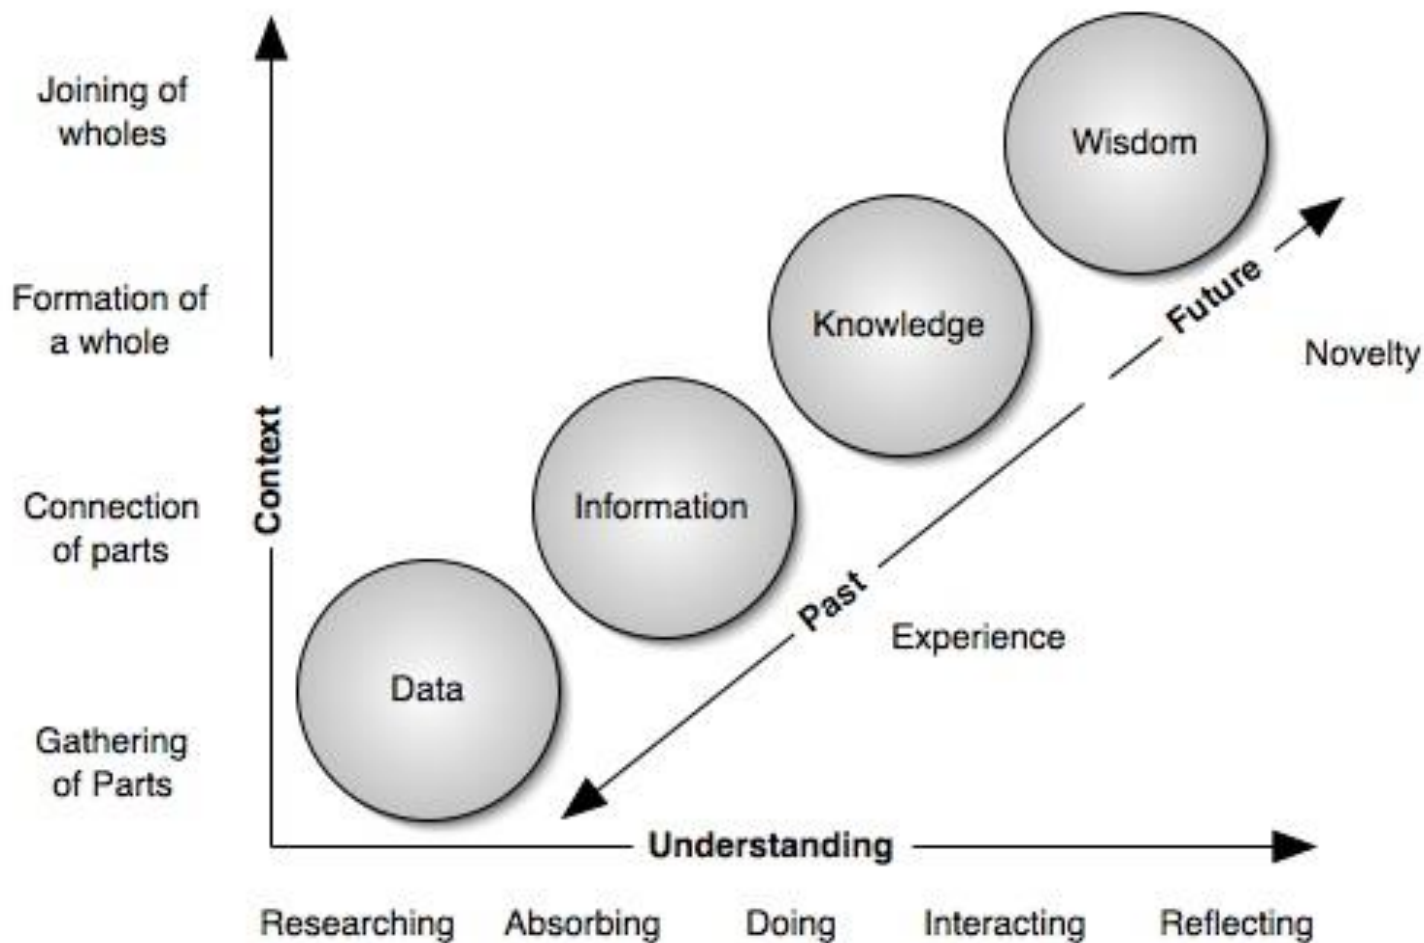 Joining of
wholes
Wisdom
Formation of
a whole
Knowledge
Future
Novelty
Context
Connection
of parts
Information
Past
Experience
Data
Gathering
of Parts
Understanding
Researching Absorbing Doing Interacting Reflecting